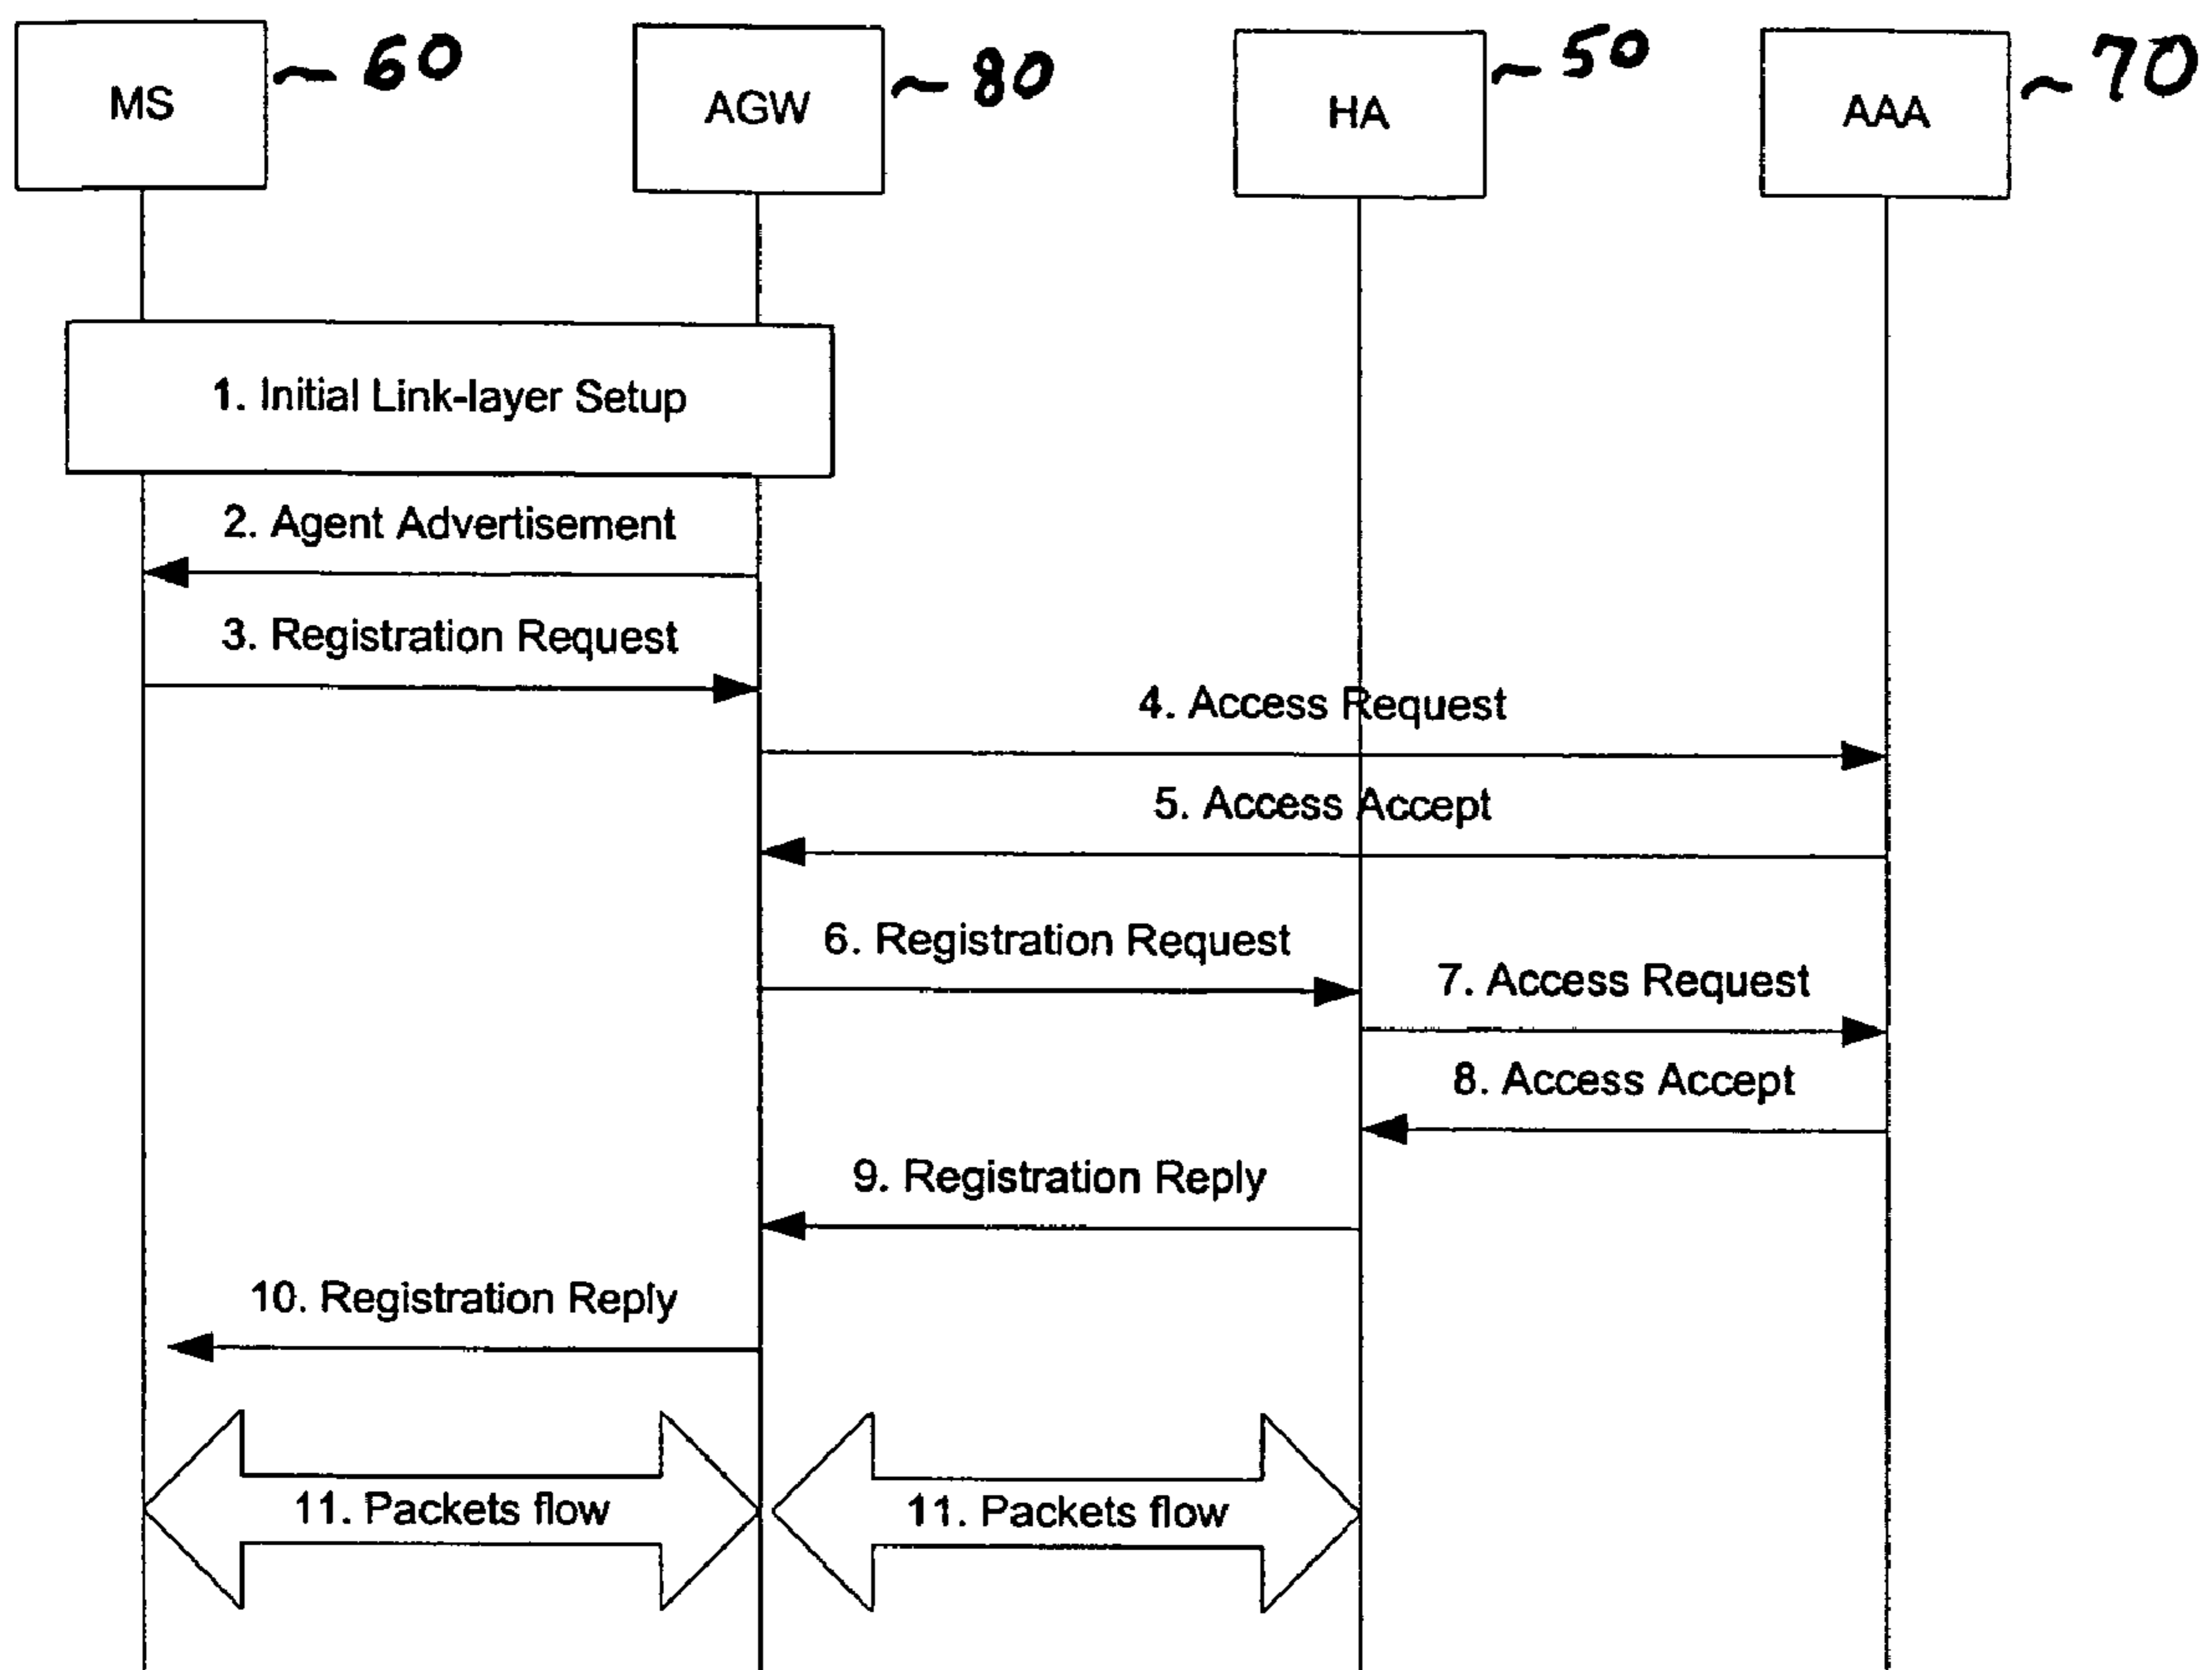 MS ~ 60
AGW ~ 80
HA ~ 50
AAA ~ 70
1. Initial Link-layer Setup
2. Agent Advertisement
3. Registration Request
4. Access Request
5. Access Accept
6. Registration Request
7. Access Request
8. Access Accept
9. Registration Reply
10. Registration Reply
11. Packets flow
11. Packets flow